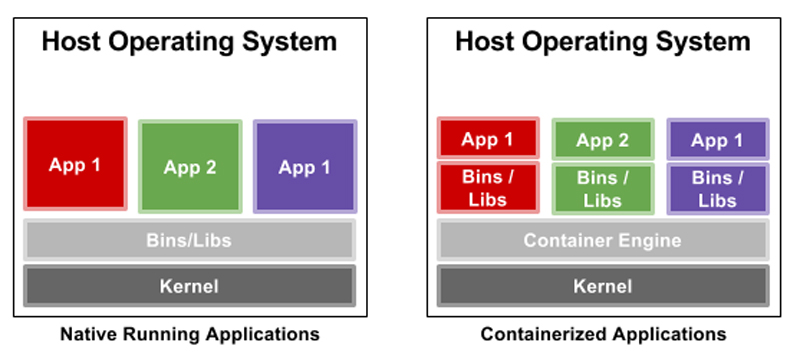 Host Operating System
App 1
App 2
App 1
Bins/Libs
Kernel
Native Running Applications
Host Operating System
App 1
App 2
App 1
Bins /
Libs
Bins /
Libs
Bins /
Libs
Container Engine
Kernel
Containerized Applications